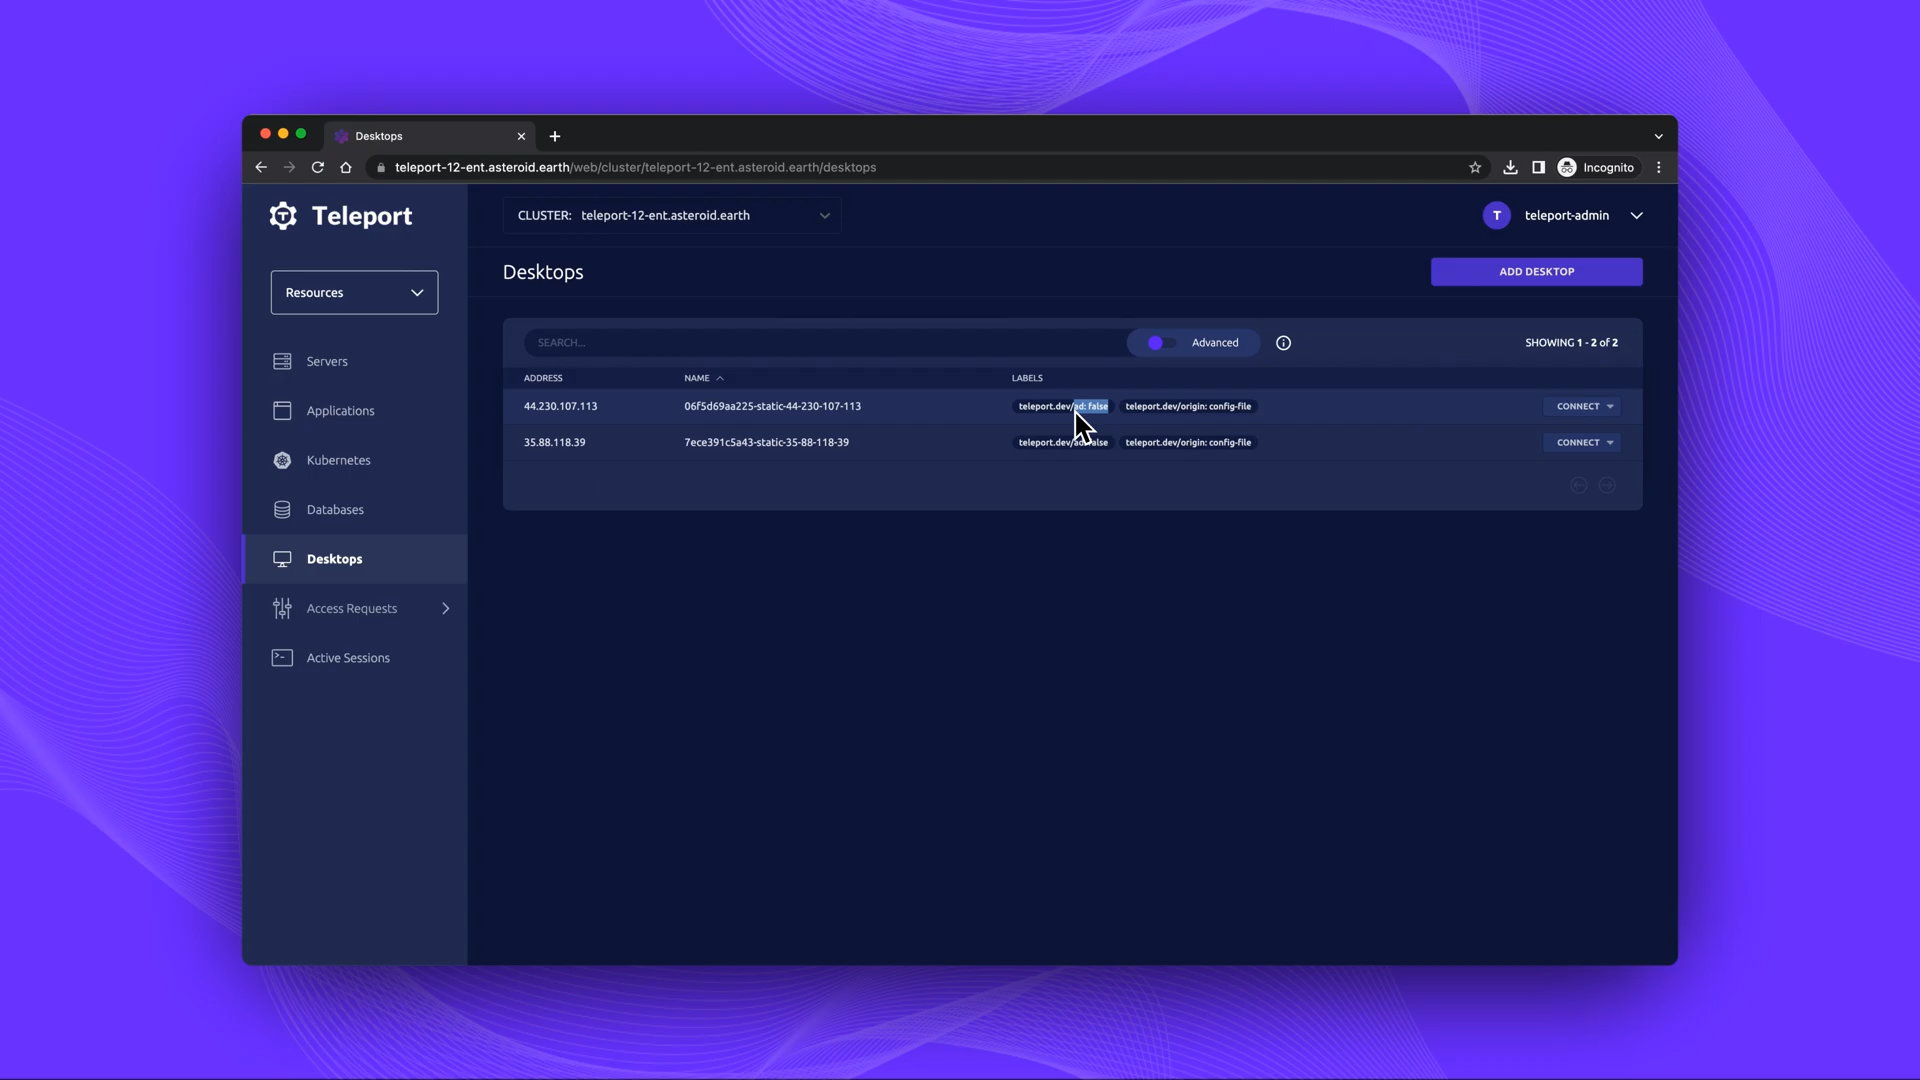 Desktops
teleport-12-ent.asteroid.earth/web/cluster/teleport-12-ent.asteroid.earth/desktops
Incognito
Teleport
CLUSTER: teleport-12-ent.asteroid.earth
T teleport-admin
Resources
Desktops
ADD DESKTOP
SEARCH...
Advanced
SHOWING 1 - 2 of 2
ADDRESS NAME LABELS
44.230.107.113 06f5d69aa225-static-44-230-107-113 teleport.dev/ad: false teleport.dev/origin: config-file CONNECT
35.88.118.39 7ece391c5a43-static-35-88-118-39 teleport.dev/ad: false teleport.dev/origin: config-file CONNECT
Servers
Applications
Kubernetes
Databases
Desktops
Access Requests
Active Sessions